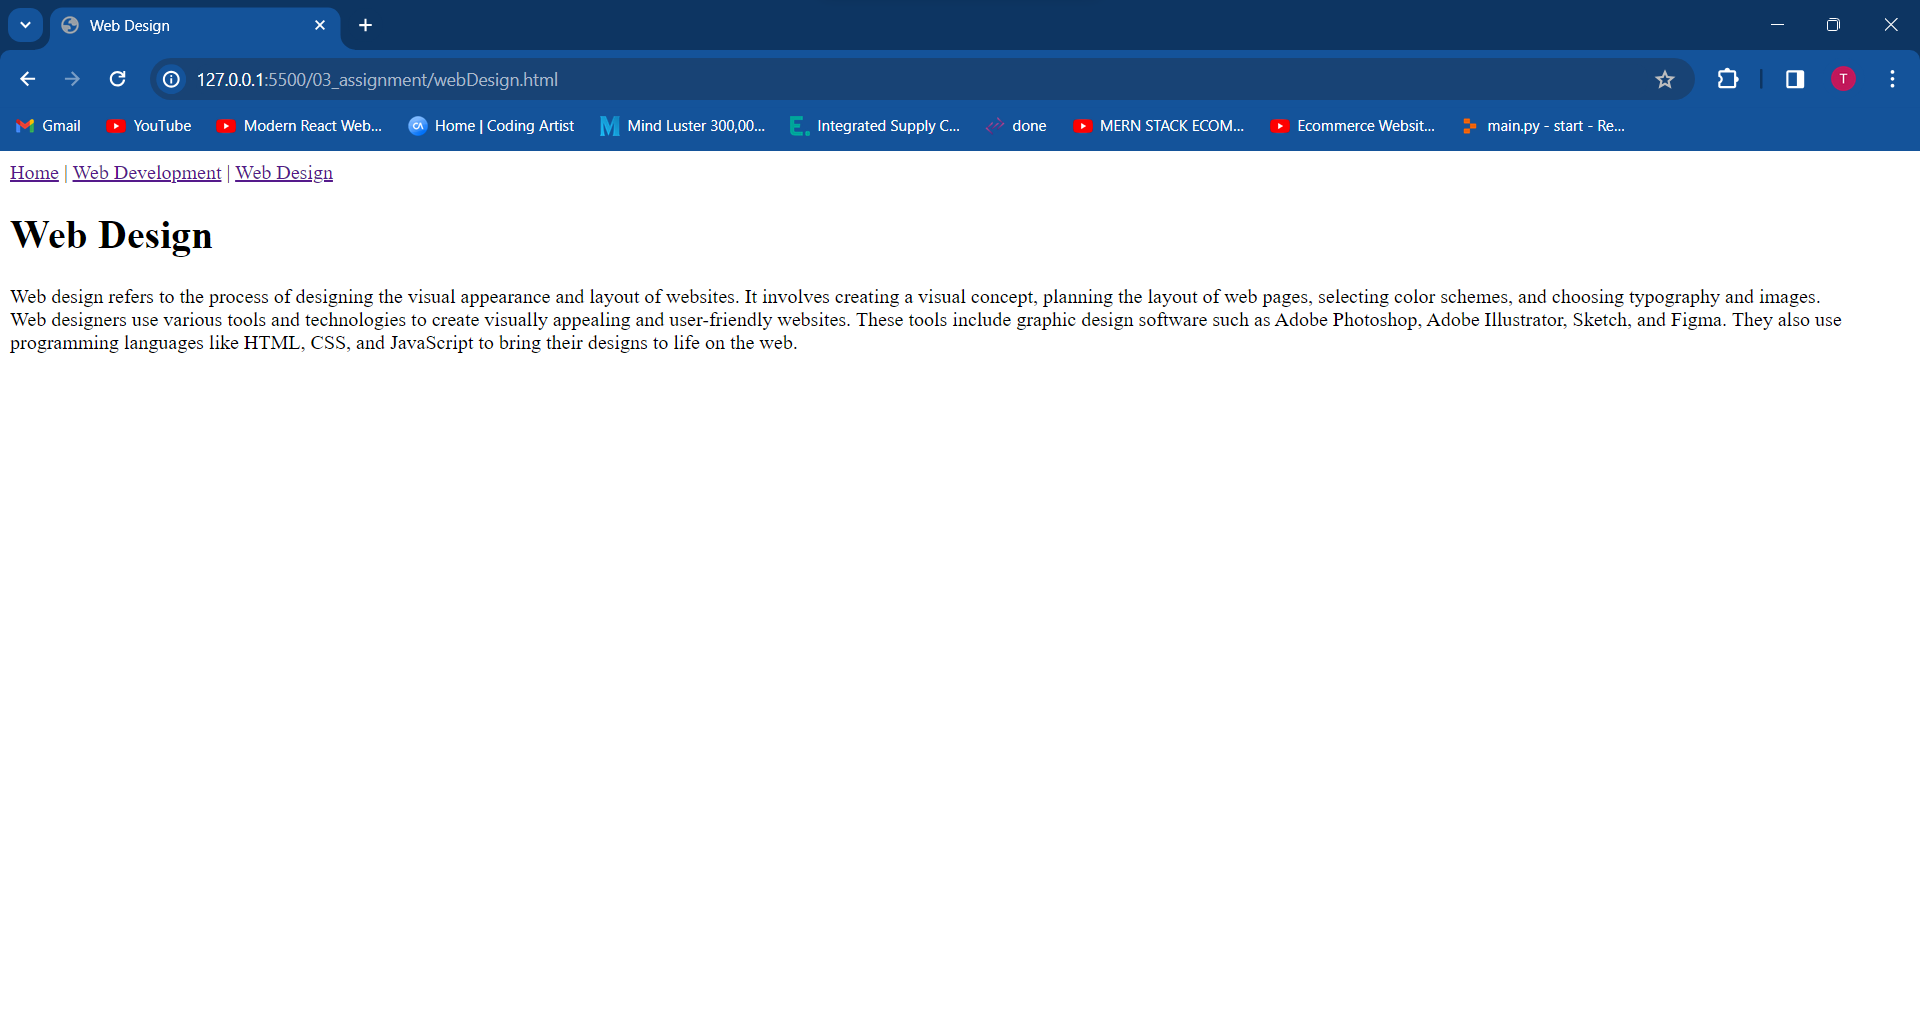 Web Design
127.0.0.1:5500/03_assignment/webDesign.html
T
Gmail YouTube Modern React Web... Home | Coding Artist Mind Luster 300,00... Integrated Supply C... done MERN STACK ECOM... Ecommerce Websit... main.py - start - Re...
Home | Web Development | Web Design
Web Design
Web design refers to the process of designing the visual appearance and layout of websites. It involves creating a visual concept, planning the layout of web pages, selecting color schemes, and choosing typography and images.
Web designers use various tools and technologies to create visually appealing and user-friendly websites. These tools include graphic design software such as Adobe Photoshop, Adobe Illustrator, Sketch, and Figma. They also use
programming languages like HTML, CSS, and JavaScript to bring their designs to life on the web.